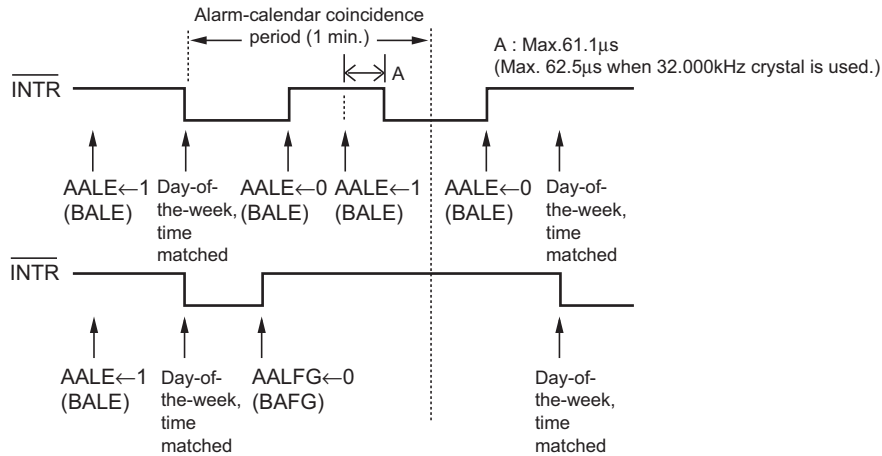 Alarm-calendar coincidence
period (1 min.)
A : Max.61.1μs
(Max. 62.5μs when 32.000kHz crystal is used.)
A
INTR
AALE←1
(BALE)
Day-of-
the-week,
time
matched
AALE←0
(BALE)
AALE←1
(BALE)
AALE←0
(BALE)
Day-of-
the-week,
time
matched
INTR
AALE←1
(BALE)
Day-of-
the-week,
time
matched
AALFG←0
(BAFG)
Day-of-
the-week,
time
matched